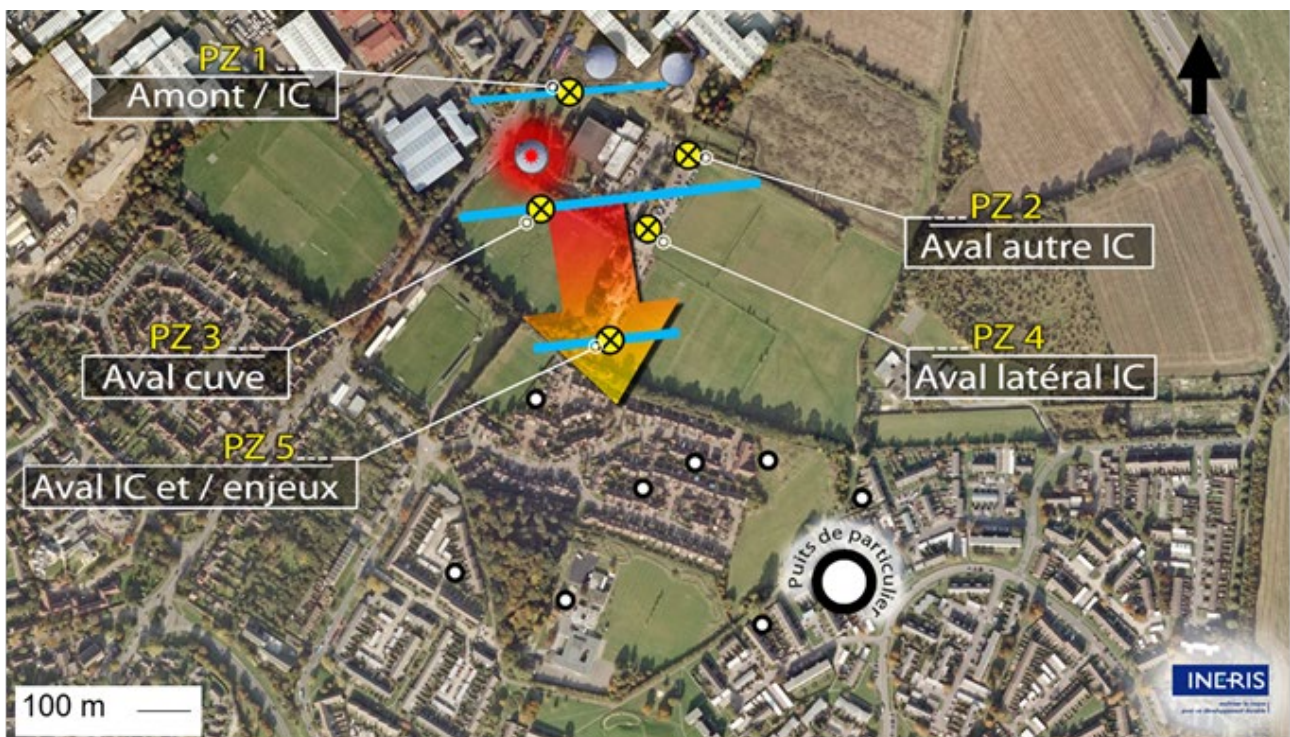 PZ 1
Amont / IC
PZ 2
Aval autre IC
PZ 3
Aval cuve
PZ 4
Aval latéral IC
PZ 5
Aval IC et / enjeux
Puits de particulier
100 m
INERIS